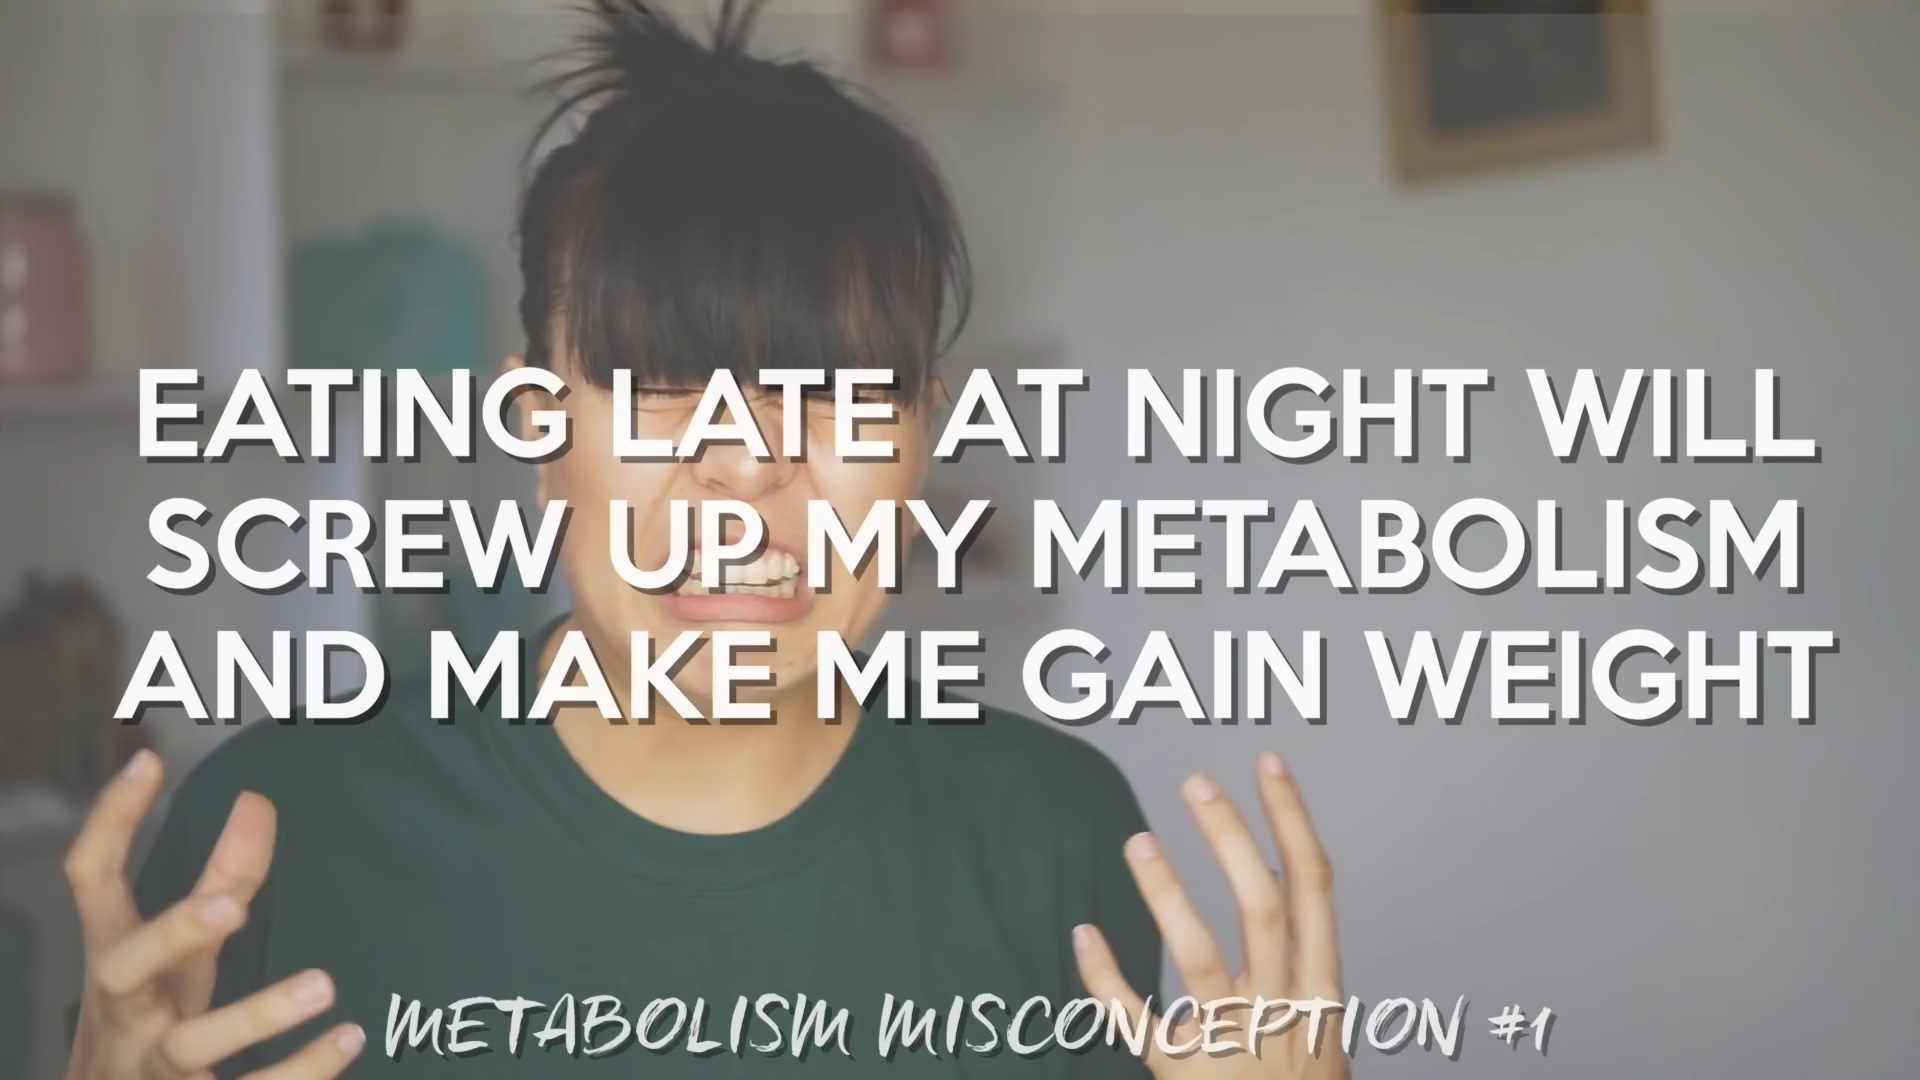 EATING LATE AT NIGHT WILL
SCREW UP MY METABOLISM
AND MAKE ME GAIN WEIGHT
METABOLISM MISCONCEPTION #1